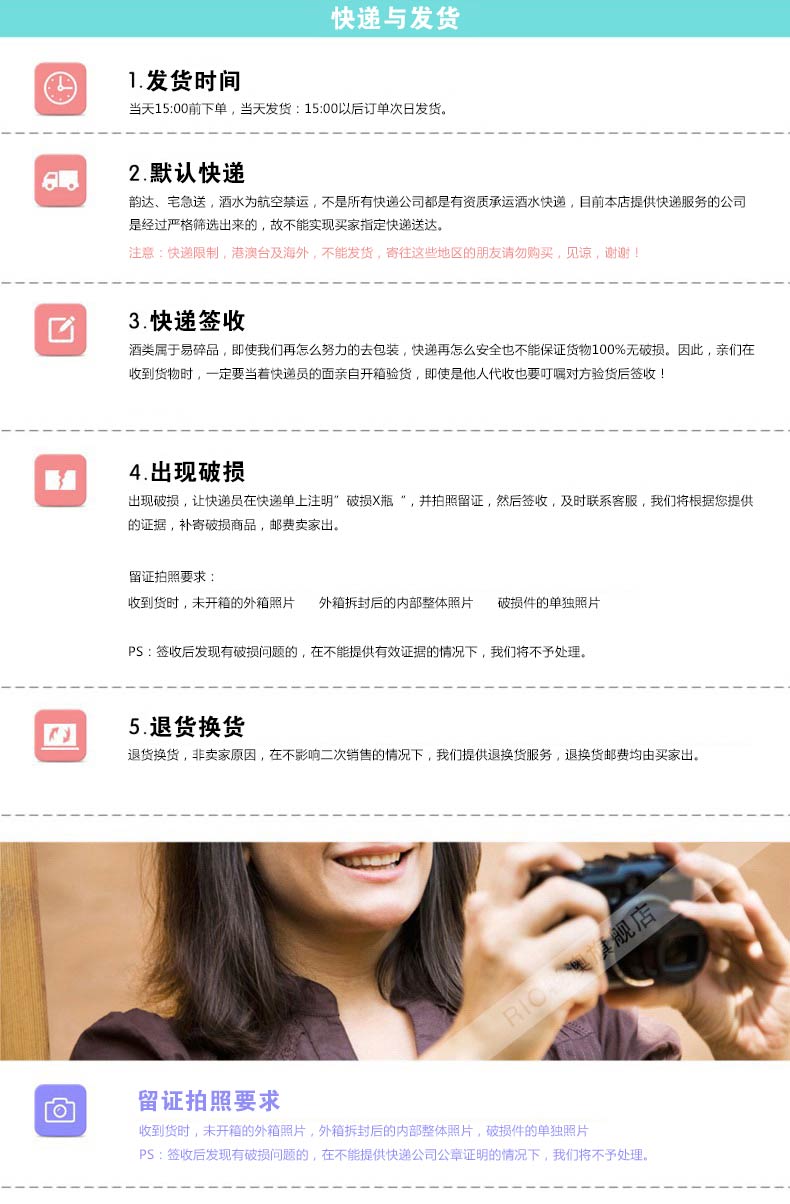 快递与发货
1.发货时间
当天15:00前下单，当天发货：15:00以后订单次日发货。
2.默认快递
韵达、宅急送，酒水为航空禁运，不是所有快递公司都是有资质承运酒水快递，目前本店提供快递服务的公司
是经过严格筛选出来的，故不能实现买家指定快递送达。
注意：快递限制，港澳台及海外，不能发货，寄往这些地区的朋友请勿购买，见谅，谢谢！
3.快递签收
酒类属于易碎品，即使我们再怎么努力的去包装，快递再怎么安全也不能保证货物100%无破损。因此，亲们在
收到货物时，一定要当着快递员的面亲自开箱验货，即使是他人代收也要叮嘱对方验货后签收！
4.出现破损
出现破损，让快递员在快递单上注明”破损X瓶“，并拍照留证，然后签收，及时联系客服，我们将根据您提供
的证据，补寄破损商品，邮费卖家出。
留证拍照要求：
收到货时，未开箱的外箱照片 外箱拆封后的内部整体照片 破损件的单独照片
PS：签收后发现有破损问题的，在不能提供有效证据的情况下，我们将不予处理。
5.退货换货
退货换货，非卖家原因，在不影响二次销售的情况下，我们提供退换货服务，退换货邮费均由买家出。
旗舰店
留证拍照要求
收到货时，未开箱的外箱照片，外箱拆封后的内部整体照片，破损件的单独照片
PS：签收后发现有破损问题的，在不能提供快递公司公章证明的情况下，我们将不予处理。